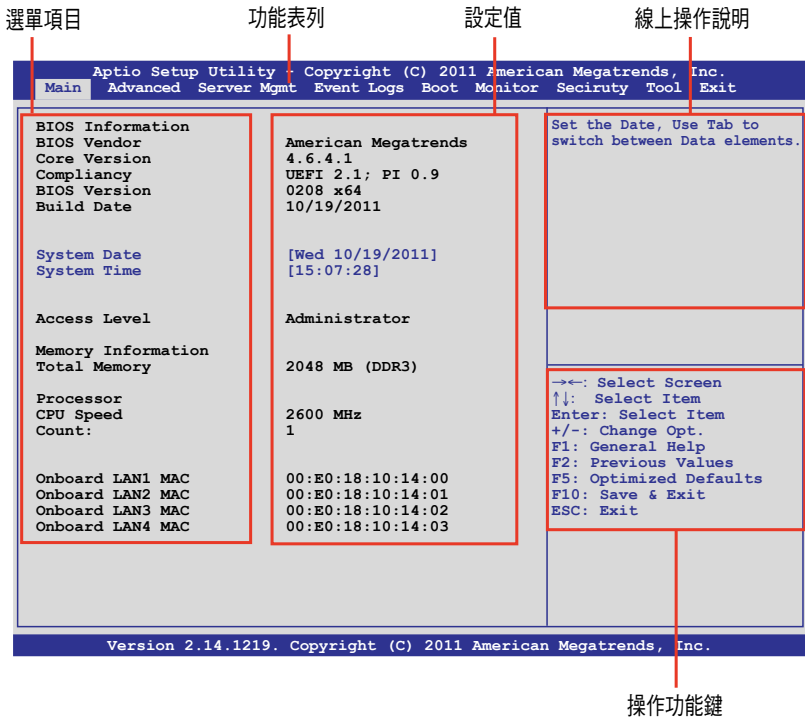 選單項目 功能表列 設定值 線上操作說明
Aptio Setup Utility - Copyright (C) 2011 American Megatrends, Inc.
Main Advanced Server Mgmt Event Logs Boot Monitor Seciruty Tool Exit
BIOS Information
BIOS Vendor American Megatrends
Core Version 4.6.4.1
Compliancy UEFI 2.1; PI 0.9
BIOS Version 0208 x64
Build Date 10/19/2011
System Date [Wed 10/19/2011]
System Time [15:07:28]
Access Level Administrator
Memory Information
Total Memory 2048 MB (DDR3)
Processor
CPU Speed 2600 MHz
Count: 1
Onboard LAN1 MAC 00:E0:18:10:14:00
Onboard LAN2 MAC 00:E0:18:10:14:01
Onboard LAN3 MAC 00:E0:18:10:14:02
Onboard LAN4 MAC 00:E0:18:10:14:03
Set the Date, Use Tab to
switch between Data elements.
→←: Select Screen
↑↓: Select Item
Enter: Select Item
+/-: Change Opt.
F1: General Help
F2: Previous Values
F5: Optimized Defaults
F10: Save & Exit
ESC: Exit
Version 2.14.1219. Copyright (C) 2011 American Megatrends, Inc.
操作功能鍵